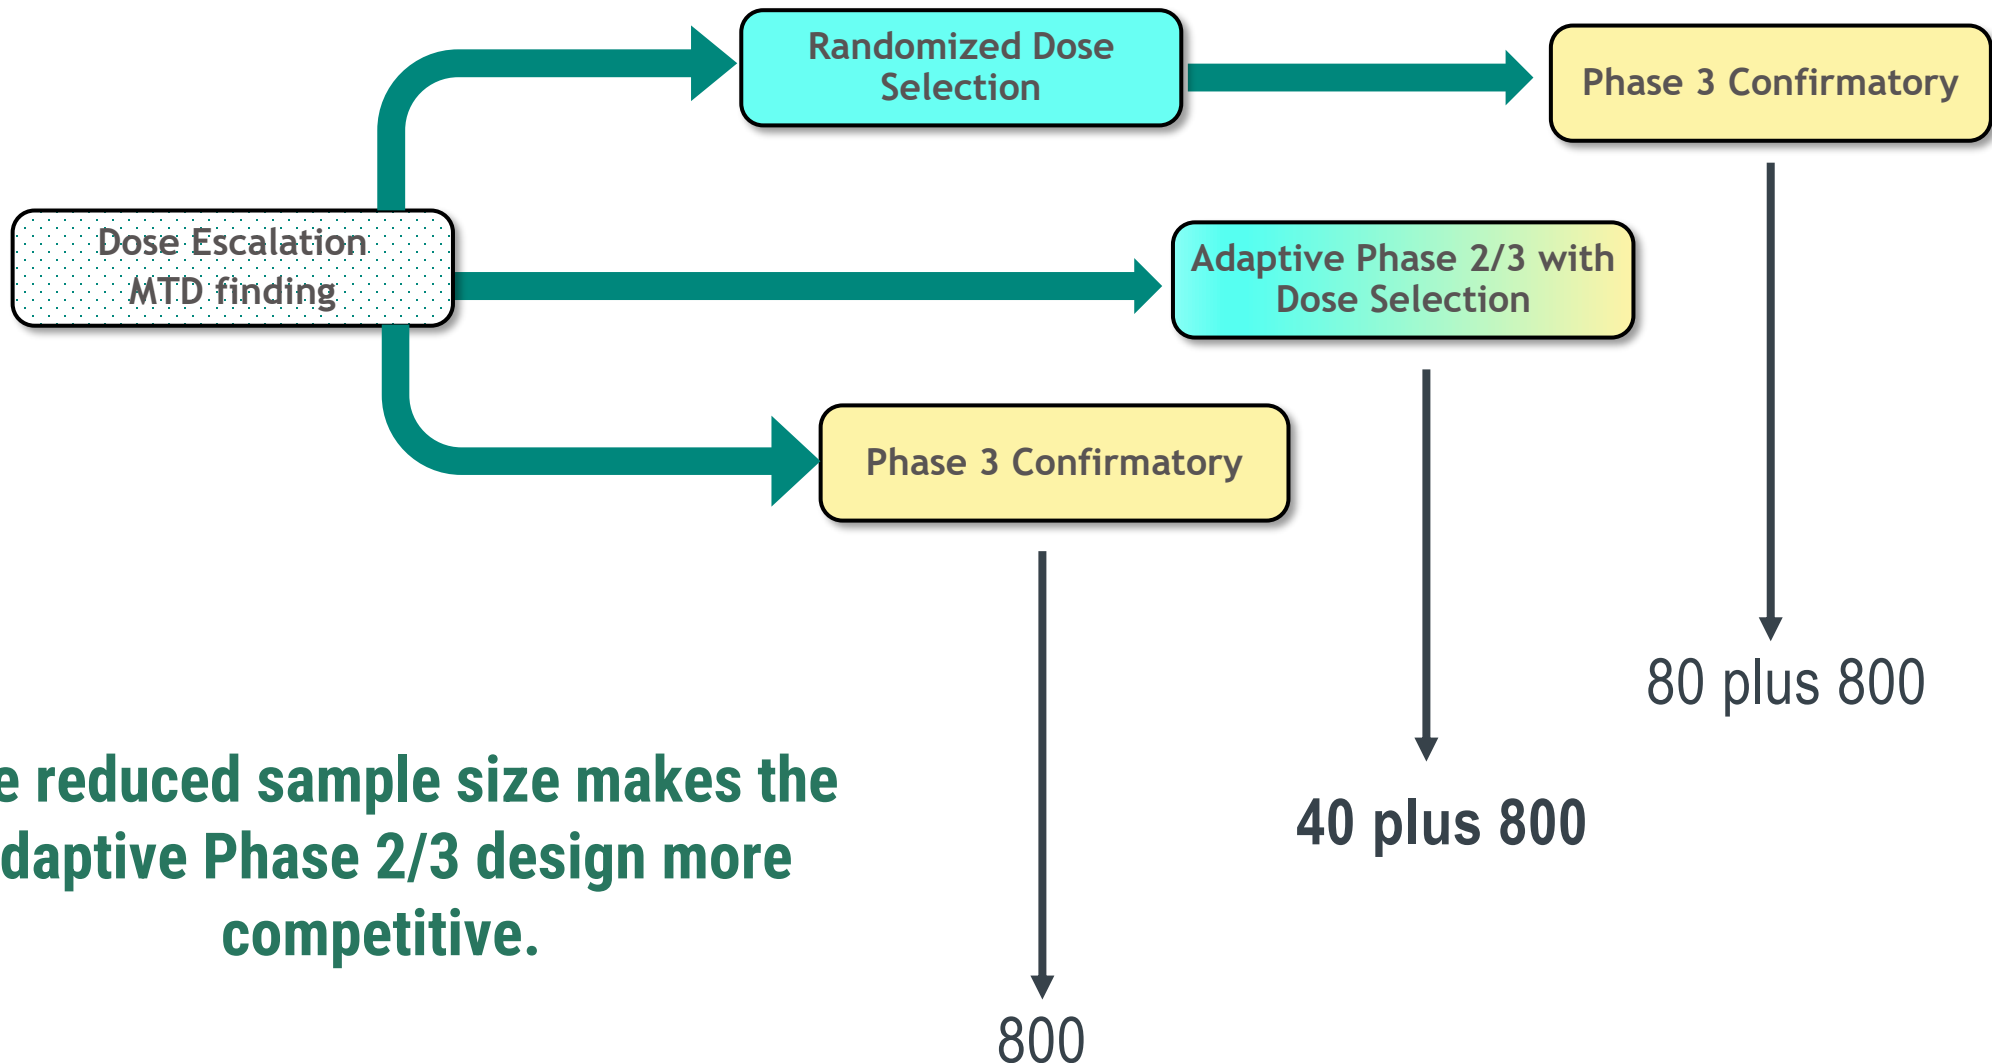 Randomized Dose
Selection
Phase 3 Confirmatory
Dose Escalation
MTD finding
Adaptive Phase 2/3 with
Dose Selection
Phase 3 Confirmatory
80 plus 800
40 plus 800
e reduced sample size makes the
daptive Phase 2/3 design more
competitive.
800